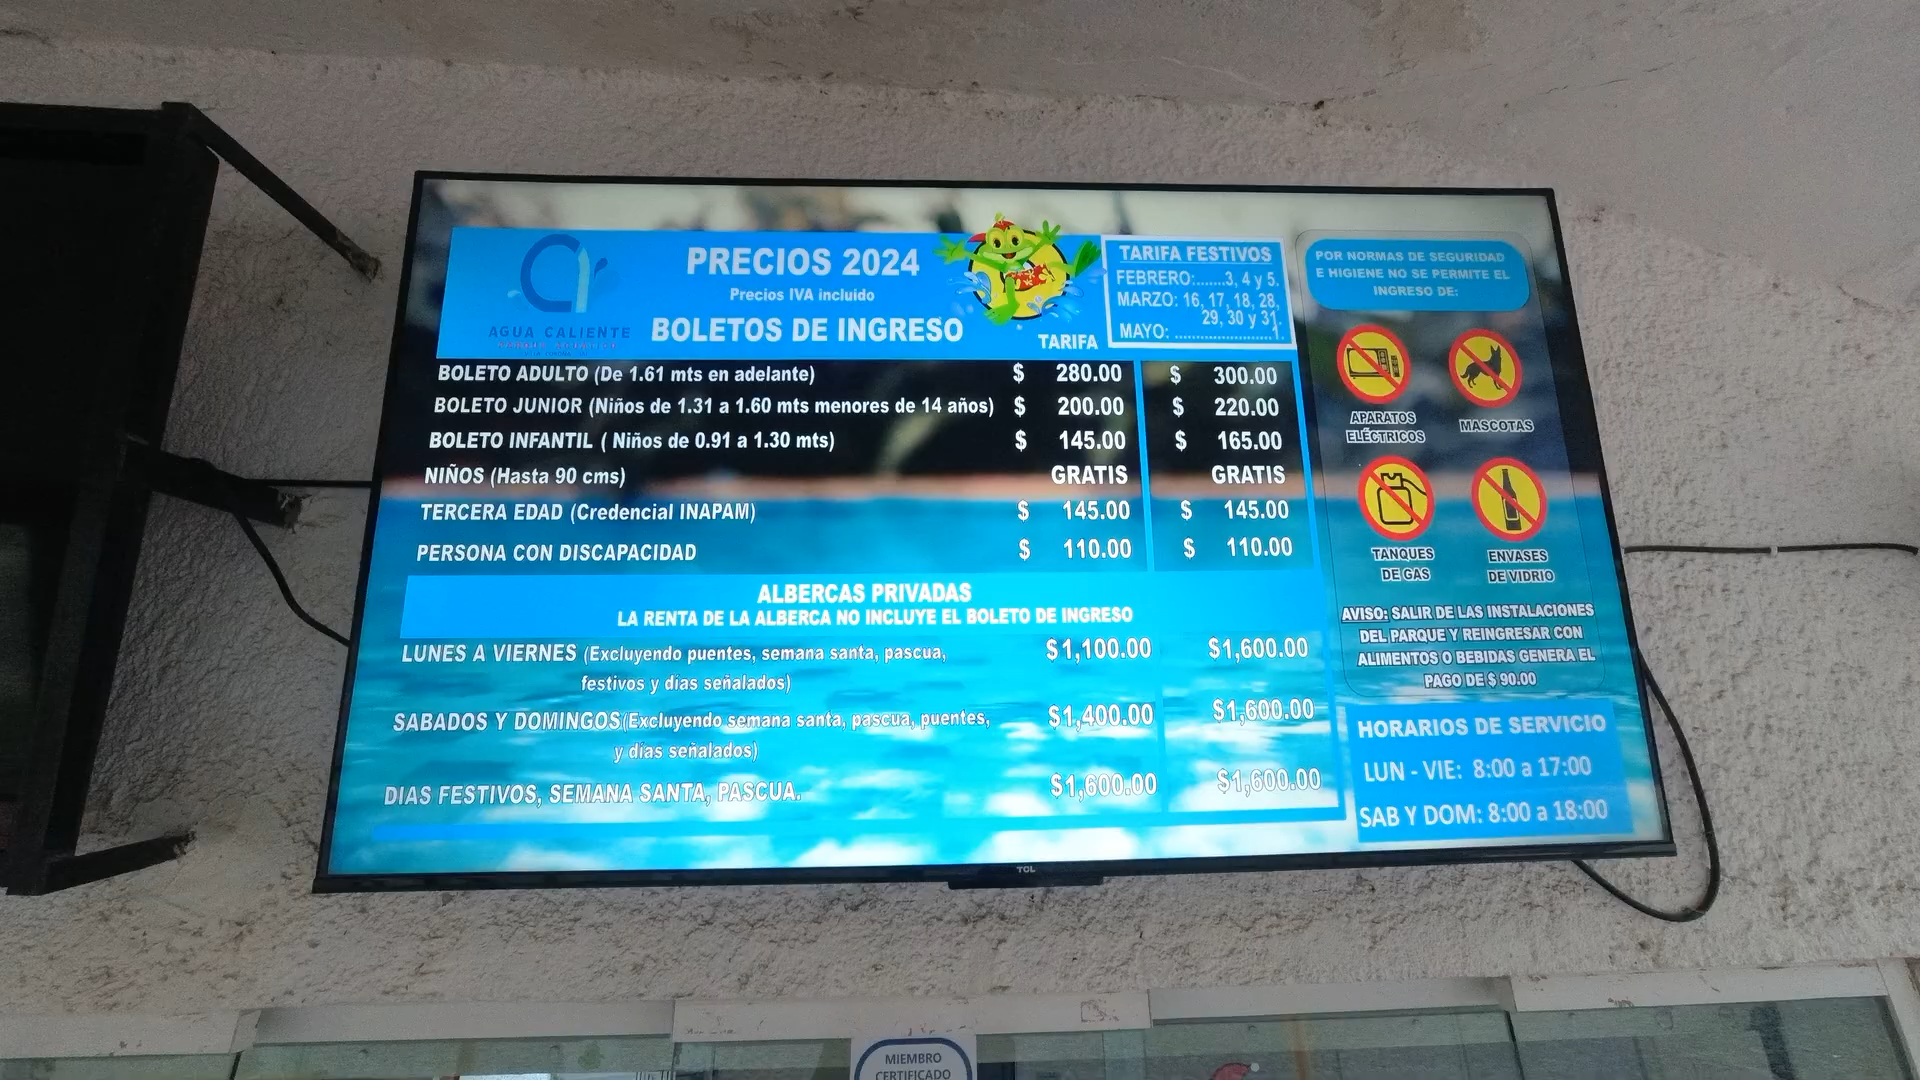 AGUA CALIENTE
PRECIOS 2024
Precios IVA incluido
BOLETOS DE INGRESO
TARIFA
TARIFA FESTIVOS
FEBRERO:.......3, 4 y 5.
MARZO: 16, 17, 18, 28,
29, 30 y 31.
MAYO: .......................1.
BOLETO ADULTO (De 1.61 mts en adelante) $ 280.00 $ 300.00
BOLETO JUNIOR (Niños de 1.31 a 1.60 mts menores de 14 años) $ 200.00 $ 220.00
BOLETO INFANTIL ( Niños de 0.91 a 1.30 mts) $ 145.00 $ 165.00
NIÑOS (Hasta 90 cms) GRATIS GRATIS
TERCERA EDAD (Credencial INAPAM) $ 145.00 $ 145.00
PERSONA CON DISCAPACIDAD $ 110.00 $ 110.00
ALBERCAS PRIVADAS
LA RENTA DE LA ALBERCA NO INCLUYE EL BOLETO DE INGRESO
LUNES A VIERNES (Excluyendo puentes, semana santa, pascua, $1,100.00 $1,600.00
festivos y días señalados)
SABADOS Y DOMINGOS(Excluyendo semana santa, pascua, puentes, $1,400.00 $1,600.00
y días señalados)
DIAS FESTIVOS, SEMANA SANTA, PASCUA. $1,600.00 $1,600.00
POR NORMAS DE SEGURIDAD
E HIGIENE NO SE PERMITE EL
INGRESO DE:
APARATOS
ELÉCTRICOS
MASCOTAS
TANQUES
DE GAS
ENVASES
DE VIDRIO
AVISO: SALIR DE LAS INSTALACIONES
DEL PARQUE Y REINGRESAR CON
ALIMENTOS O BEBIDAS GENERA EL
PAGO DE $ 90.00
HORARIOS DE SERVICIO
LUN - VIE: 8:00 a 17:00
SAB Y DOM: 8:00 a 18:00
TCL
MIEMBRO
CERTIFICADO